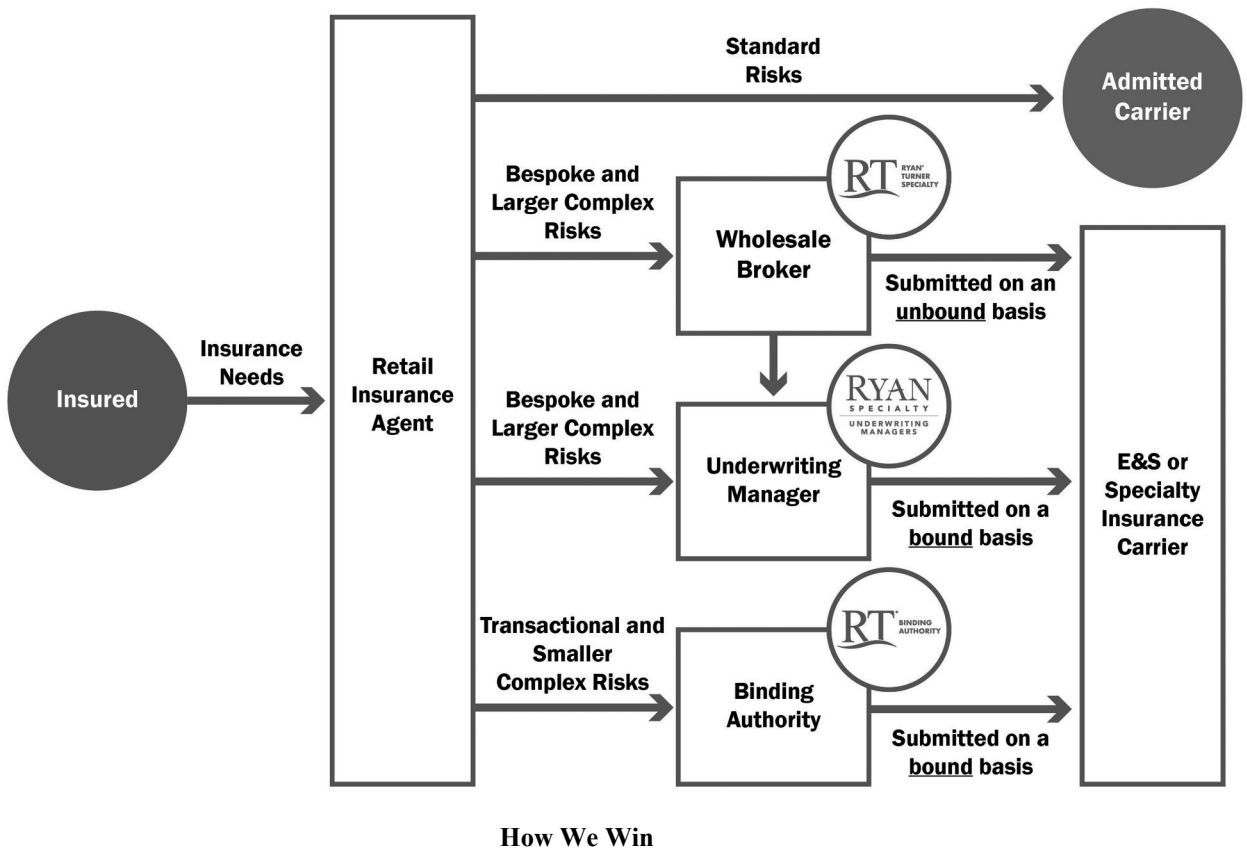 Standard
Risks
Admitted
Carrier
Bespoke and
Larger Complex
Risks
RT RYAN
TURNER
SPECIALTY
Wholesale
Broker
Submitted on an
unbound basis
Insured
Insurance
Needs
Retail
Insurance
Agent
Bespoke and
Larger Complex
Risks
RYAN
SPECIALTY
UNDERWRITING
MANAGERS
Underwriting
Manager
Submitted on a
bound basis
E&S or
Specialty
Insurance
Carrier
Transactional and
Smaller
Complex Risks
RT BINDING
AUTHORITY
Binding
Authority
Submitted on a
bound basis
How We Win